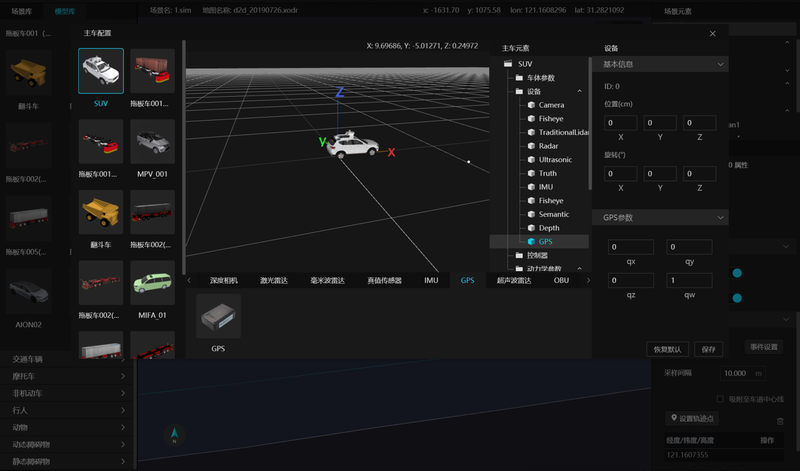 场景库 模型库 场景名: 1.sim 地图名称: d2d_20190726.xodr x: -1631.70 y: 1075.58 lon: 121.1608296 lat: 31.2821092 场景元素
拖板车001 (...
翻斗车
拖板车002(...
拖板车005(...
AION02
交通车辆
摩托车
非机动车
行人
动物
动态障碍物
静态障碍物
主车配置
SUV
拖板车001...
拖板车001...
MPV_001
翻斗车
拖板车002...
拖板车002(...
MIFA_01
X: 9.69686, Y: -5.01271, Z: 0.24972
Z
y
X
N
深度相机 激光雷达 毫米波雷达 真值传感器 IMU GPS 超声波雷达 OBU
GPS
主车元素
SUV
车体参数
设备
Camera
Fisheye
TraditionalLidar
Radar
Ultrasonic
Truth
IMU
Fisheye
Semantic
Depth
GPS
控制器
动力学参数
设备
基本信息
ID: 0
位置(cm)
0 0 0
X Y Z
旋转(°)
0 0 0
X Y Z
GPS参数
0 0
qx qy
0 1
qz qw
恢复默认 保存
an1
0 属性
事件设置
采样间隔 10.000 m
吸附至车道中心线
设置轨迹点
经度/纬度/高度 操作
121.1607355